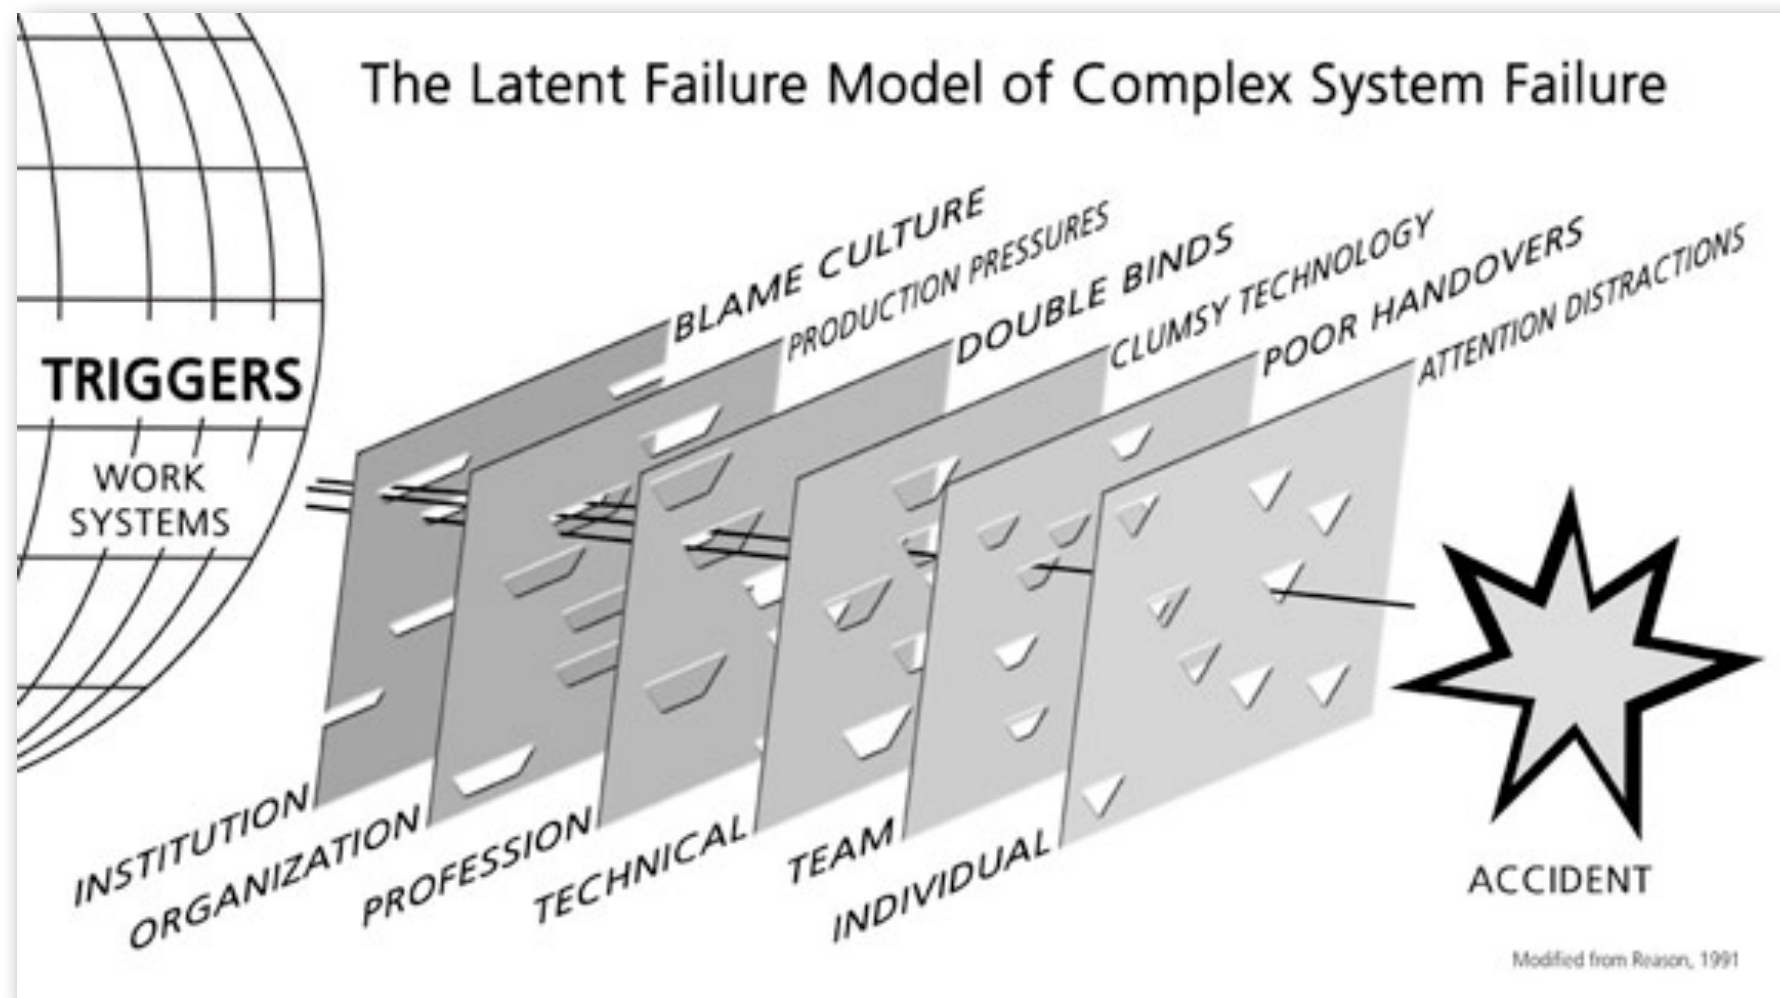 The Latent Failure Model of Complex System Failure
TRIGGERS
WORK
SYSTEMS
BLAME CULTURE
PRODUCTION PRESSURES
DOUBLE BINDS
CLUMSY TECHNOLOGY
POOR HANDOVERS
ATTENTION DISTRACTIONS
INSTITUTION
ORGANIZATION
PROFESSION
TECHNICAL
TEAM
INDIVIDUAL
ACCIDENT
Modified from Reason, 1991